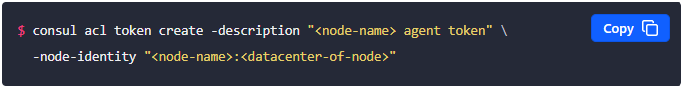 $ consul acl token create -description "<node-name> agent token" \
-node-identity "<node-name>:<datacenter-of-node>"
Copy